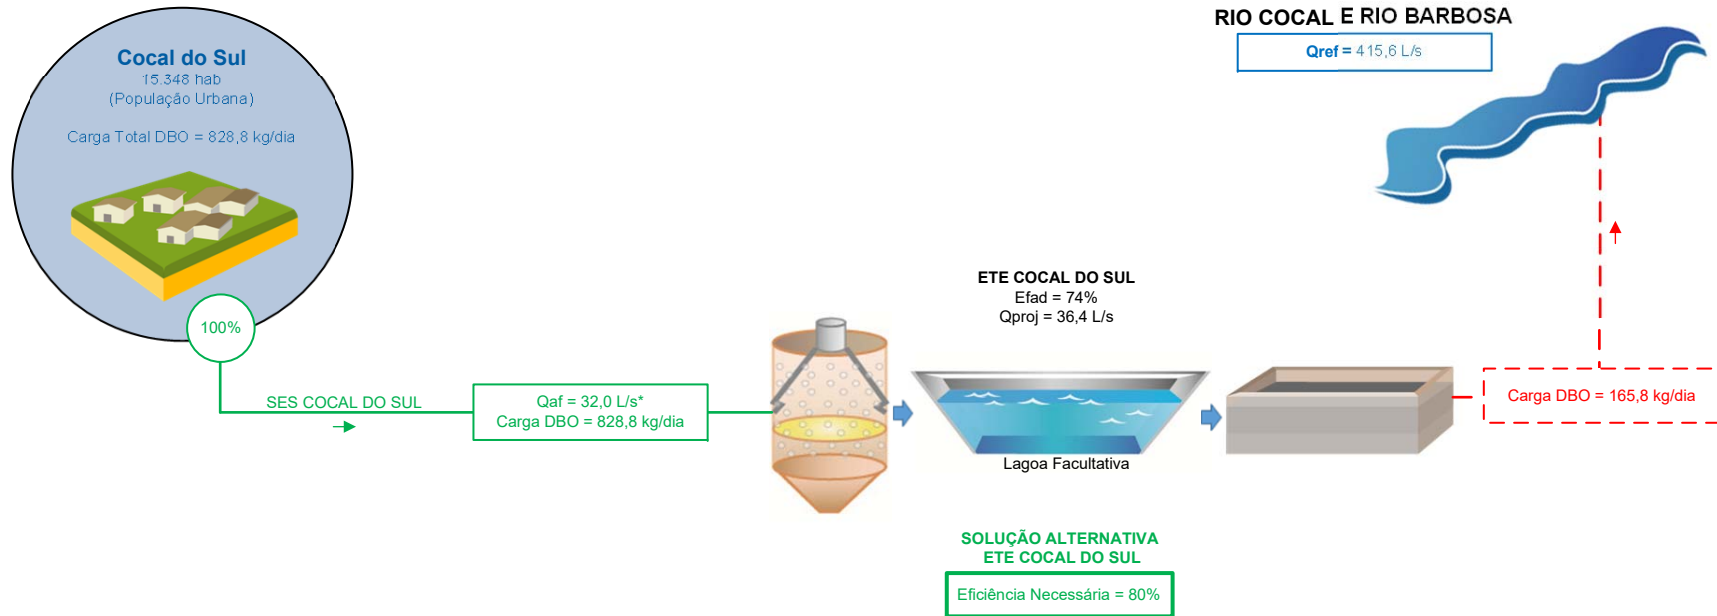 Cocal do Sul
15.348 hab
(População Urbana)
Carga Total DBO = 828,8 kg/dia
100%
SES COCAL DO SUL
Qaf = 32,0 L/s*
Carga DBO = 828,8 kg/dia
ETE COCAL DO SUL
Efad = 74%
Qproj = 36,4 L/s
Lagoa Facultativa
SOLUÇÃO ALTERNATIVA
ETE COCAL DO SUL
Eficiência Necessária = 80%
RIO COCAL E RIO BARBOSA
Qref = 415,6 L/s
Carga DBO = 165,8 kg/dia